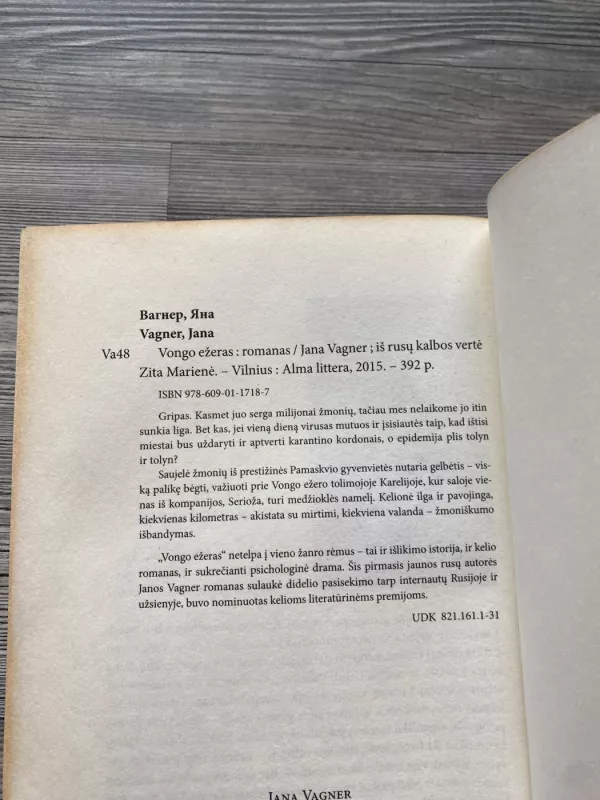 Вагнер, Яна
Vagner, Jana
Va48 Vongo ežeras : romanas / Jana Vagner ; iš rusų kalbos vertė
Zita Marienė. – Vilnius : Alma littera, 2015. – 392 p.
ISBN 978-609-01-1718-7
Gripas. Kasmet juo serga milijonai žmonių, tačiau mes nelaikome jo itin
sunkia liga. Bet kas, jei vieną dieną virusas mutuos ir įsisiautės taip, kad ištisi
miestai bus uždaryti ir aptverti karantino kordonais, o epidemija plis tolyn
ir tolyn?
Saujelė žmonių iš prestižinės Pamaskvio gyvenvietės nutaria gelbėtis – vis-
ką palikę bėgti, važiuoti prie Vongo ežero tolimojoje Karelijoje, kur saloje vie-
nas iš kompanijos, Serioža, turi medžioklės namelį. Kelionė ilga ir pavojinga,
kiekvienas kilometras – akistata su mirtimi, kiekviena valanda – žmoniškumo
išbandymas.
„Vongo ežeras“ netelpa į vieno žanro rėmus – tai ir išlikimo istorija, ir kelio
romanas, ir sukrečianti psichologinė drama. Šis pirmasis jaunos rusų autorės
Janos Vagner romanas sulaukė didelio pasisekimo tarp internautų Rusijoje ir
užsienyje, buvo nominuotas kelioms literatūrinėms premijoms.
UDK 821.161.1-31
JANA VAGNER